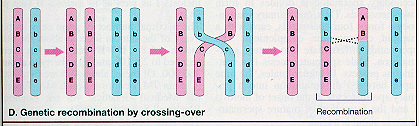 A a A A a a A a A a A a A a
B b B B b b B b B b B b B b
C c C C c c C C c c C C c c
D d D D d d D D d d D D d d
E e E E e e E E e e E E e e
D. Genetic recombination by crossing-over
Recombination